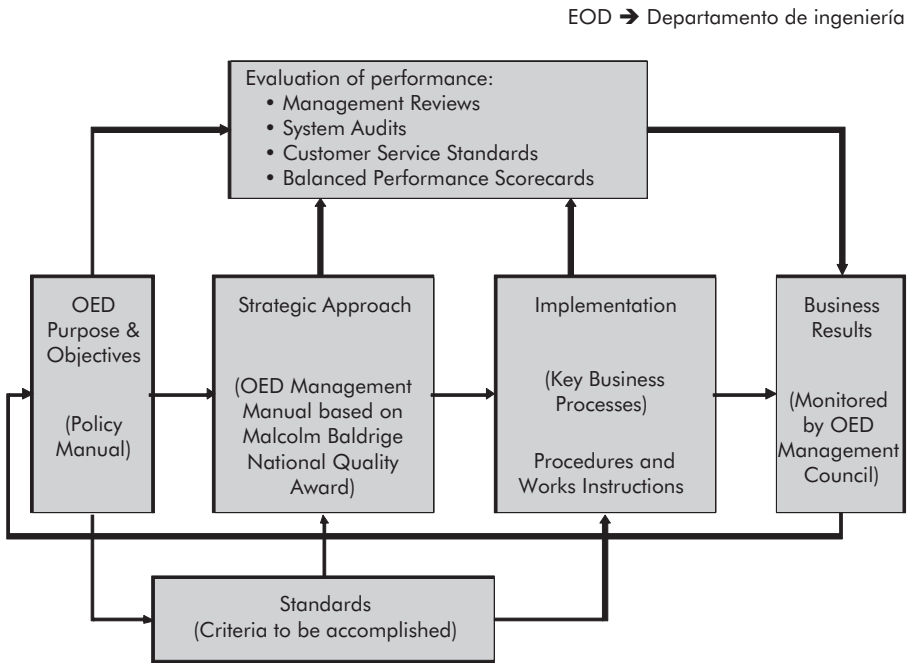 EOD ➔ Departamento de ingeniería
Evaluation of performance:
• Management Reviews
• System Audits
• Customer Service Standards
• Balanced Performance Scorecards
OED
Purpose &
Objectives
(Policy
Manual)
Strategic Approach
(OED Management
Manual based on
Malcolm Baldrige
National Quality
Award)
Implementation
(Key Business
Processes)
Procedures and
Works Instructions
Business
Results
(Monitored
by OED
Management
Council)
Standards
(Criteria to be accomplished)